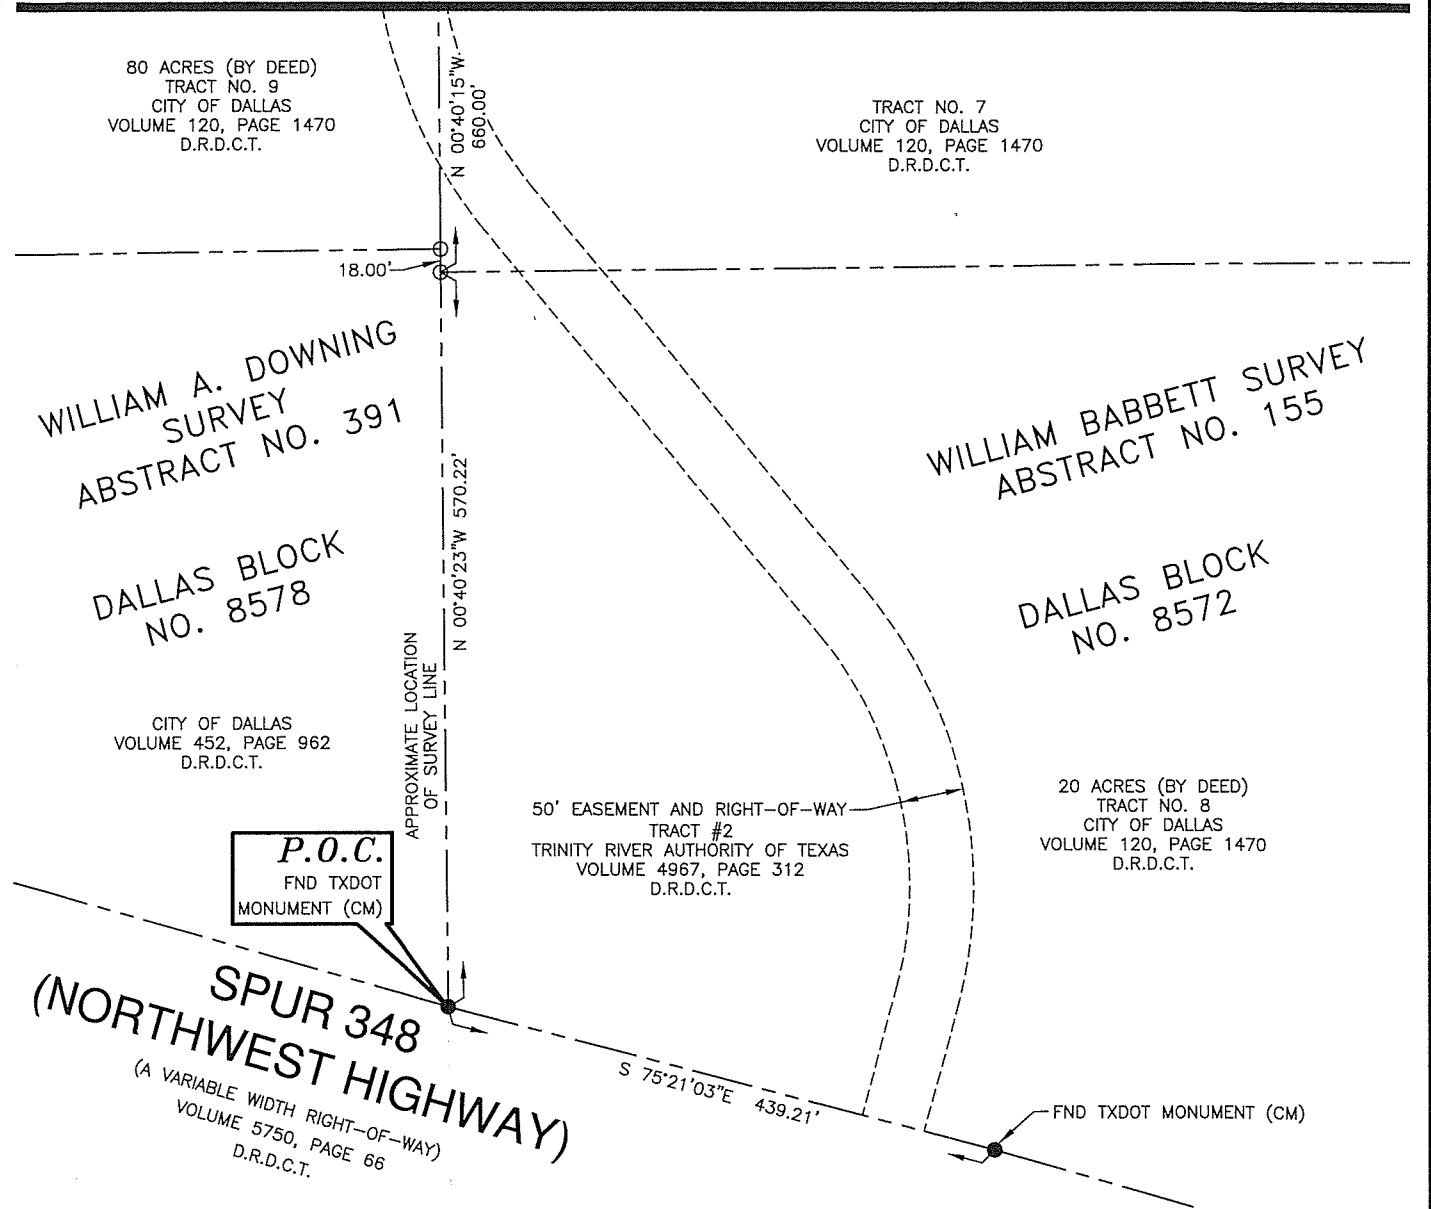 80 ACRES (BY DEED)
TRACT NO. 9
CITY OF DALLAS
VOLUME 120, PAGE 1470
D.R.D.C.T.
N 00°40'15"W
660.00'
TRACT NO. 7
CITY OF DALLAS
VOLUME 120, PAGE 1470
D.R.D.C.T.
18.00'
WILLIAM A. DOWNING
SURVEY
ABSTRACT NO. 391
WILLIAM BABBETT SURVEY
ABSTRACT NO. 155
N 00°40'23"W 570.22'
DALLAS BLOCK
NO. 8578
DALLAS BLOCK
NO. 8572
APPROXIMATE LOCATION
OF SURVEY LINE
CITY OF DALLAS
VOLUME 452, PAGE 962
D.R.D.C.T.
50' EASEMENT AND RIGHT-OF-WAY
TRACT #2
TRINITY RIVER AUTHORITY OF TEXAS
VOLUME 4967, PAGE 312
D.R.D.C.T.
20 ACRES (BY DEED)
TRACT NO. 8
CITY OF DALLAS
VOLUME 120, PAGE 1470
D.R.D.C.T.
P.O.C.
FND TXDOT
MONUMENT (CM)
SPUR 348
(NORTHWEST HIGHWAY)
(A VARIABLE WIDTH RIGHT-OF-WAY)
VOLUME 5750, PAGE 66
D.R.D.C.T.
S 75°21'03"E 439.21'
FND TXDOT MONUMENT (CM)